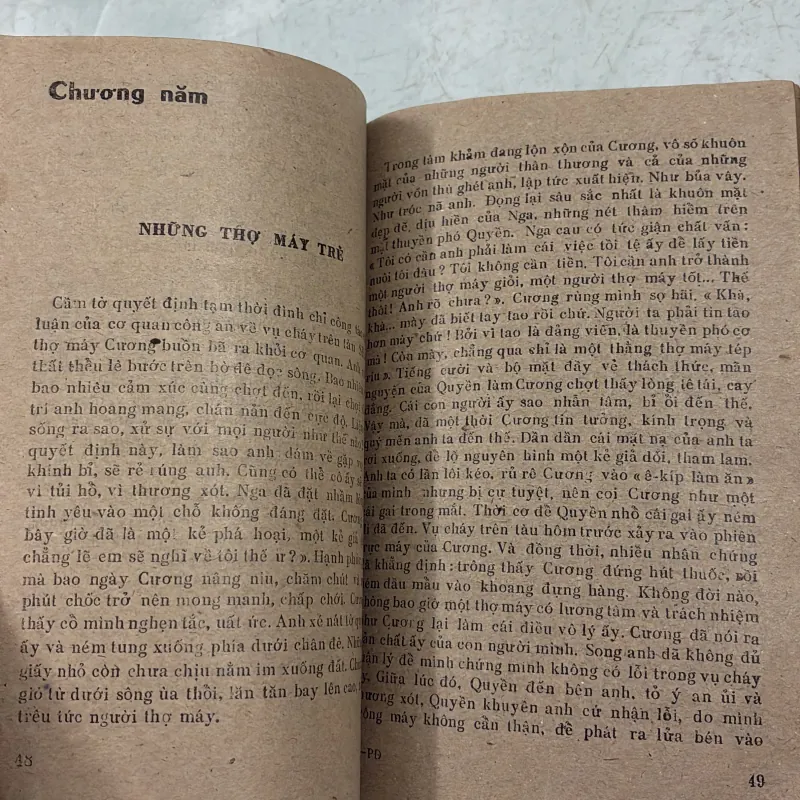 Chương năm
NHỮNG THỢ MÁY TRẺ
Cầm tờ quyết định tạm thời đình chỉ công
luận của cơ quan công an về vụ cháy trên tàu
thợ máy Cương buồn bã ra khỏi cơ quan. Anh
thất thểu lê bước trên bờ đê dọc sông. Bao
bao nhiêu cảm xúc cùng chợt đến, rồi lại
trí anh hoang mang, chán nản đến cực độ.
sống ra sao, xử sự với mọi người như thế nào
quyết định này, làm sao anh dám về gặp
khinh bỉ, sẽ rẻ rúng anh. Cũng có thể cô ấy sẽ
vì tủi hổ, vì thương xót. Nga đã đặt nhầm
tình yêu vào một chỗ không đáng đặt. Cương
bây giờ đã là một kẻ phá hoại, một kẻ
chẳng lẽ em sẽ nghĩ về tôi thế ư ?». Hạnh
mà bao ngày Cương nâng niu, chăm chút
phút chốc trở nên mong manh, chấp chới.
thấy cổ mình nghẹn tắc, uất ức. Anh xé nát tờ
ấy và ném tung xuống phía dưới chân đê.
giấy nhỏ còn chưa chịu nằm im xuống đất.
gió từ dưới sông ùa thổi, lăn tăn bay lên cao,
trêu tức người thợ máy.
48
Trong tâm khảm đang lộn xộn của Cương, vô số khuôn
mặt của những người thân thương và cả của những
người vốn thù ghét anh, lập tức xuất hiện. Như bủa vây.
Như tróc nã anh. Đọng lại sâu sắc nhất là khuôn mặt
đẹp đẽ, dịu hiền của Nga, những nét thâm hiểm trên
mặt thuyền phó Quyền. Nga cau có tức giận chất vấn:
« Tôi có cần anh phải làm cái việc tồi tệ ấy để lấy tiền
nuôi tôi đâu ? Tôi không cần tiền. Tôi cần anh trở thành
một người thợ máy giỏi, một người thợ máy tốt... Thế
thôi! Anh rõ chưa ?». Cương rùng mình sợ hãi. « Khà,
khà... mày đã biết tay tao rồi chứ. Người ta phải tin tao
hơn mày chứ ! Bởi vì tao là đảng viên, là thuyền phó cơ
mà ! Còn mày, chẳng qua chỉ là một thằng thợ máy tép
riu». Tiếng cười và bộ mặt đầy vẻ thách thức, mãn
nguyện của Quyền làm Cương chợt thấy lòng tê tái, cay
đắng. Cái con người ấy sao nhẫn tâm, bỉ ổi đến thế.
Vậy mà, đã một thời Cương tin tưởng, kính trọng và
quý mến anh ta đến thế. Dần dần cái mặt nạ của anh ta
rơi xuống, để lộ nguyên hình một kẻ giả dối, tham lam.
Anh ta có lần lôi kéo, rủ rê Cương vào « ê-kíp làm ăn»
của mình nhưng bị cự tuyệt, nên coi Cương như một
cái gai trong mắt. Thời cơ để Quyền nhổ cái gai ấy ném
đi đã đến. Vụ cháy trên tàu hôm trước xảy ra vào phiên
trực máy của Cương. Và đồng thời, nhiều nhân chứng
đã khẳng định : trông thấy Cương đứng hút thuốc, rồi
ném đầu mẩu vào khoang đựng hàng. Không đời nào,
không bao giờ một thợ máy có lương tâm và trách nhiệm
như Cương lại làm cái điều vô lý ấy. Cương đã nói ra
bản chất ấy của con người mình. Song anh đã không đủ
lý để minh chứng mình không có lỗi trong vụ cháy
Giữa lúc đó, Quyền đến bên anh, tỏ ý an ủi và
thương xót. Quyền khuyên anh cứ nhận lỗi, do mình
máy không cẩn thận, để phát ra lửa bén vào
-PĐ
49